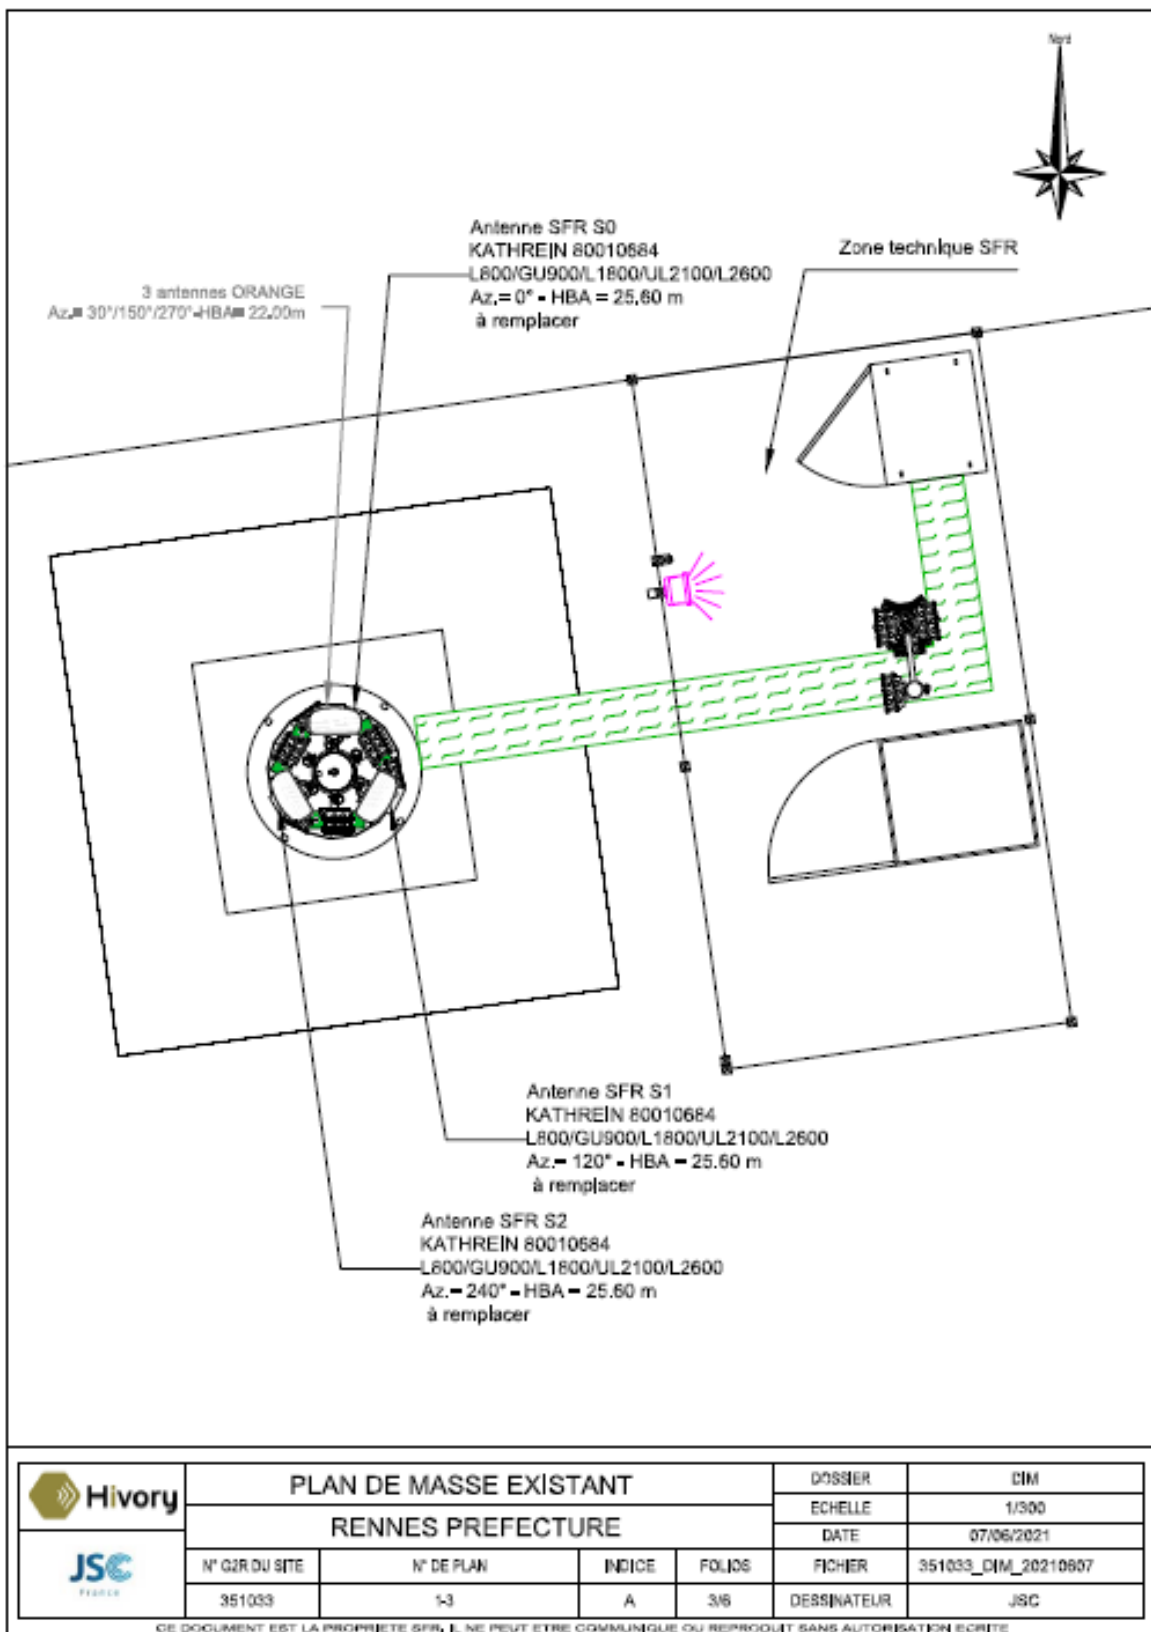 Nord
Antenne SFR S0
KATHREIN 80010684
L800/GU900/L1800/UL2100/L2600
Az.= 0° - HBA = 25.60 m
à remplacer
Zone technique SFR
3 antennes ORANGE
Az.= 30°/150°/270°-HBA= 22.00m
Antenne SFR S1
KATHREIN 80010684
L800/GU900/L1800/UL2100/L2600
Az.= 120° - HBA = 25.60 m
à remplacer
Antenne SFR S2
KATHREIN 80010684
L800/GU900/L1800/UL2100/L2600
Az.= 240° - HBA = 25.60 m
à remplacer
Hivory
JSC
France
PLAN DE MASSE EXISTANT
RENNES PREFECTURE
N° G2R DU SITE
N° DE PLAN
INDICE
FOLIOS
351033
1-3
A
3/6
DOSSIER
DIM
ECHELLE
1/300
DATE
07/06/2021
FICHIER
351033_DIM_20210607
DESSINATEUR
JSC
CE DOCUMENT EST LA PROPRIETE SFR, IL NE PEUT ETRE COMMUNIQUE OU REPRODUIT SANS AUTORISATION ECRITE